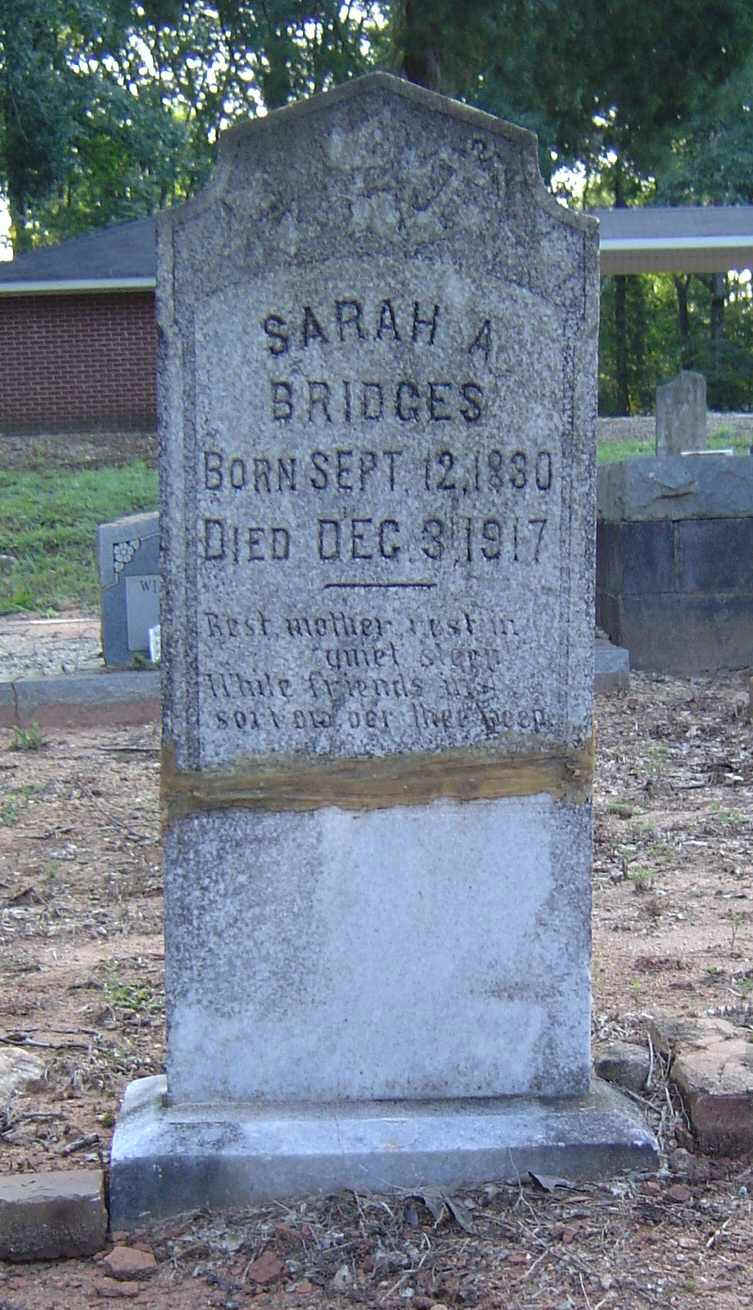 SARAH A
BRIDGES
BORN SEPT. 12, 1830
DIED DEC. 3, 1917
Rest mother rest in
quiet sleep
While friends in
sorrow oer thee weep
WI